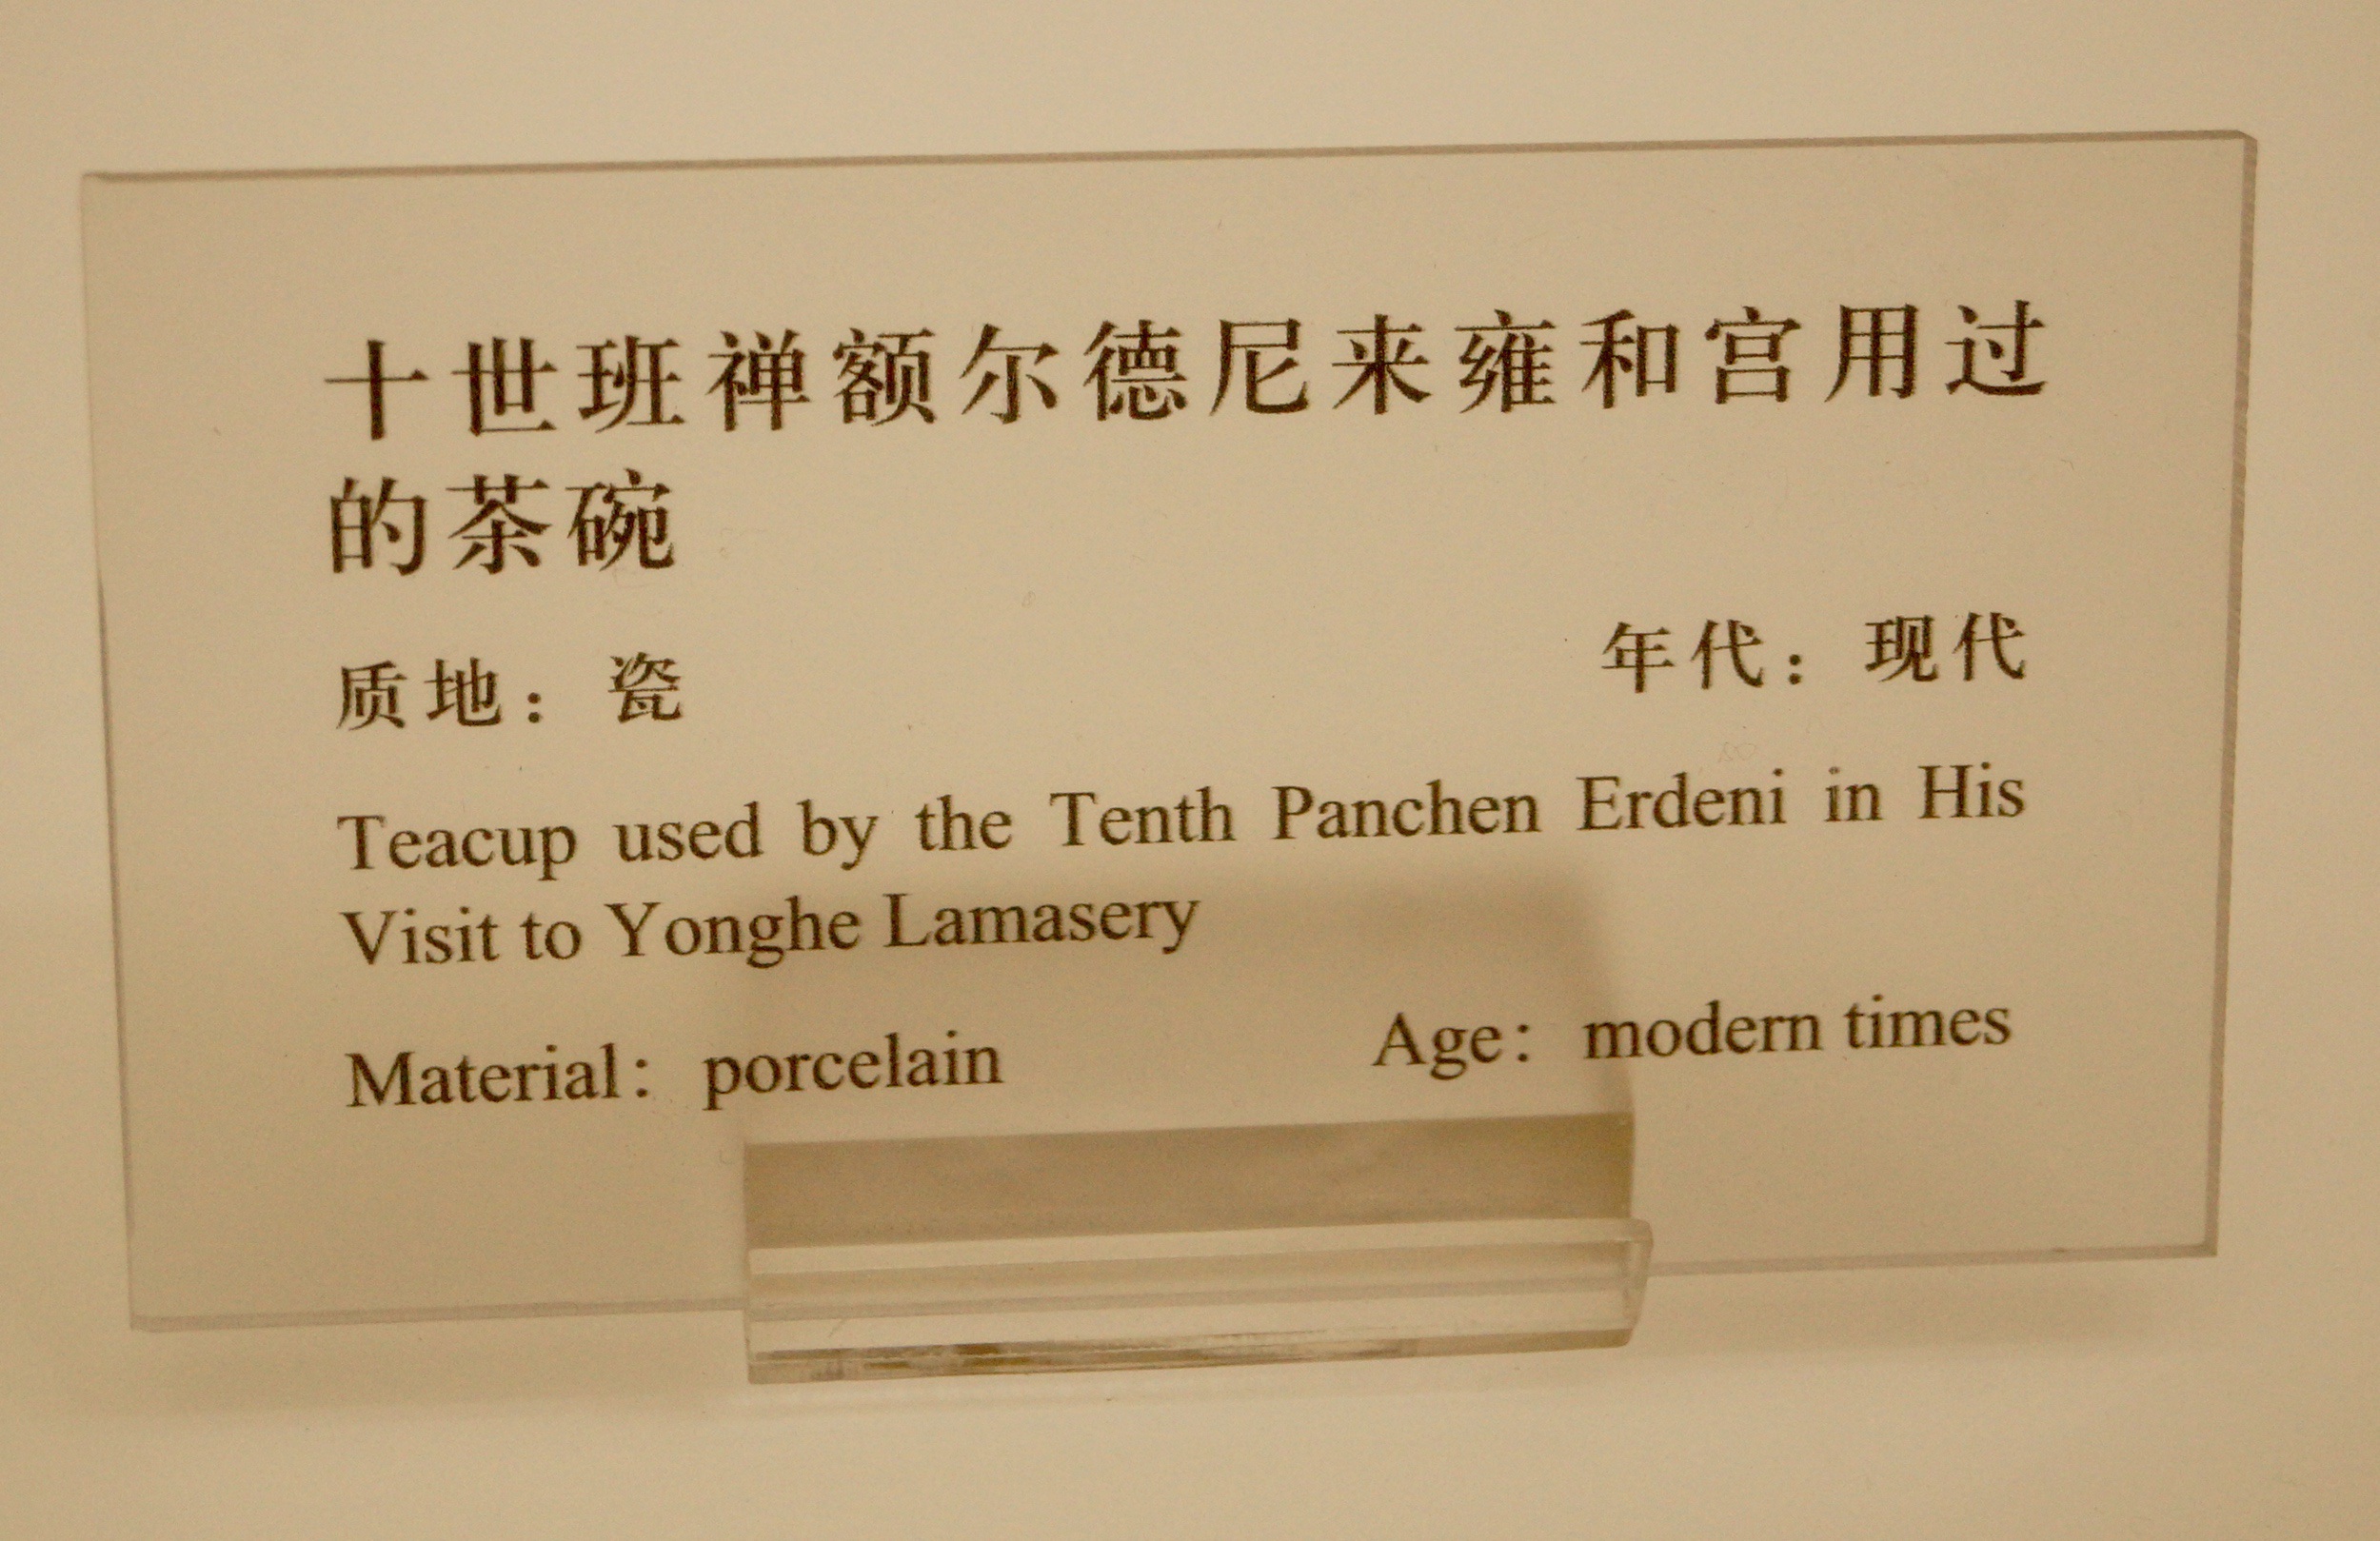 十世班禅额尔德尼来雍和宫用过
的茶碗
质地：瓷 年代：现代
Teacup used by the Tenth Panchen Erdeni in His
Visit to Yonghe Lamasery
Material: porcelain Age: modern times